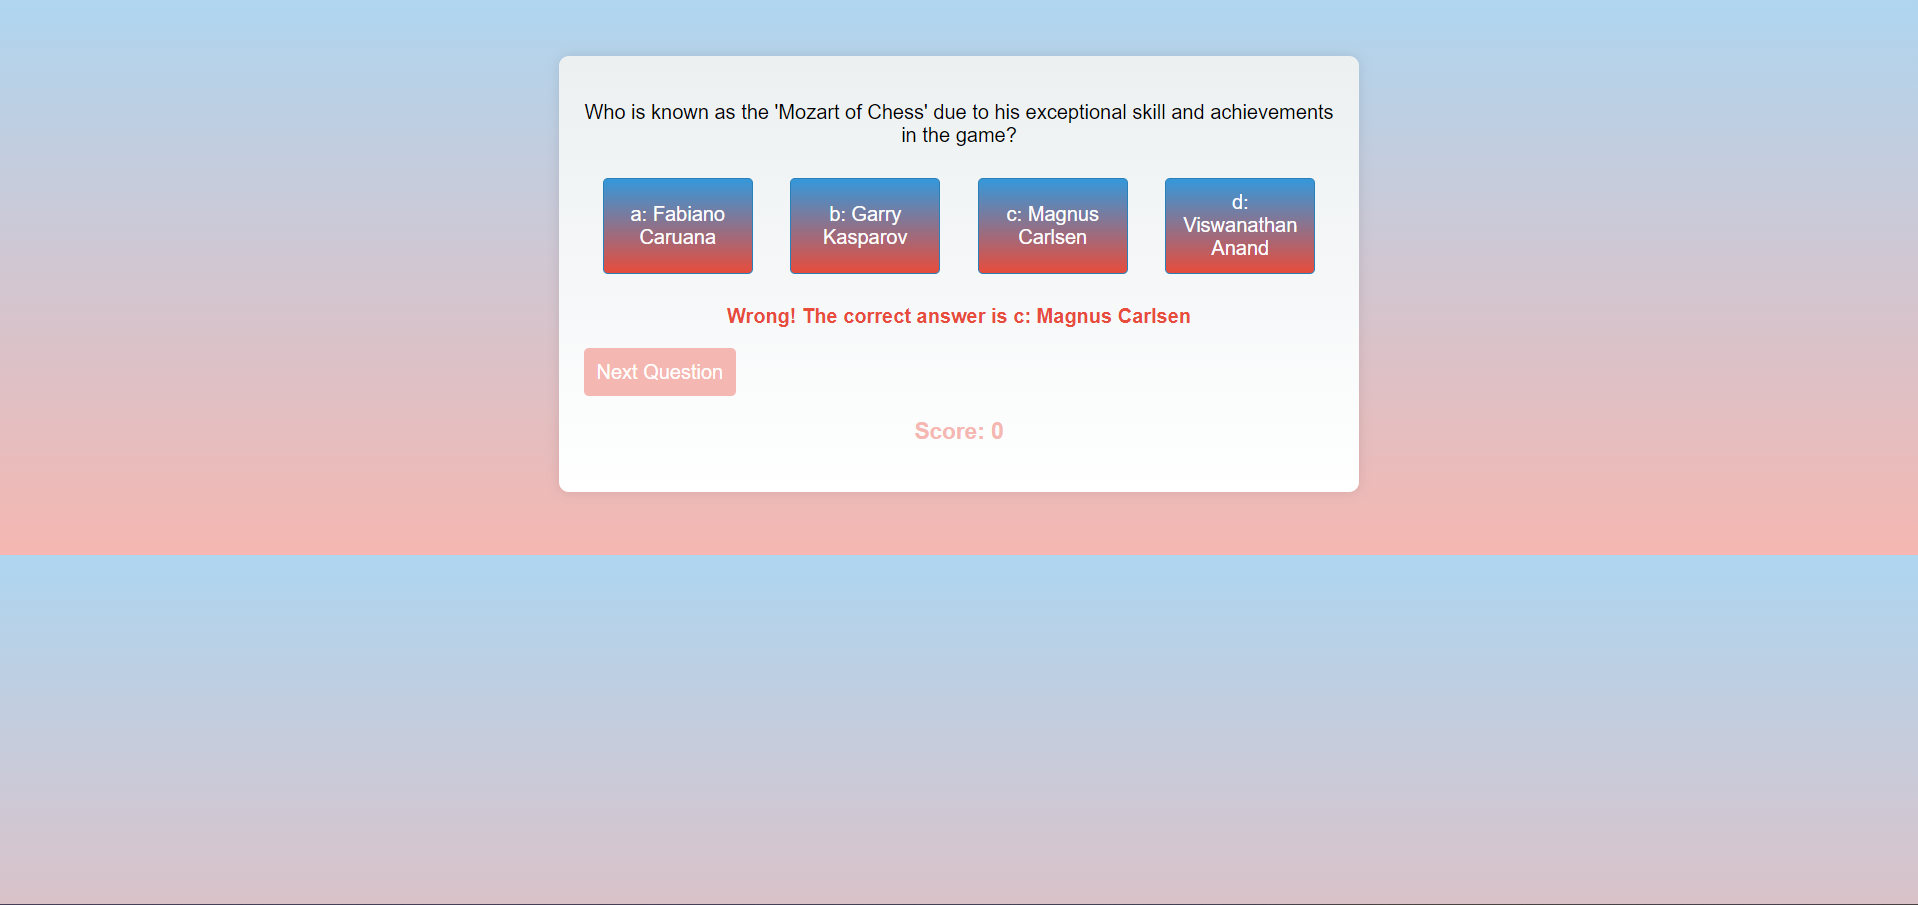 Who is known as the 'Mozart of Chess' due to his exceptional skill and achievements
in the game?
a: Fabiano
Caruana
b: Garry
Kasparov
c: Magnus
Carlsen
d:
Viswanathan
Anand
Wrong! The correct answer is c: Magnus Carlsen
Next Question
Score: 0